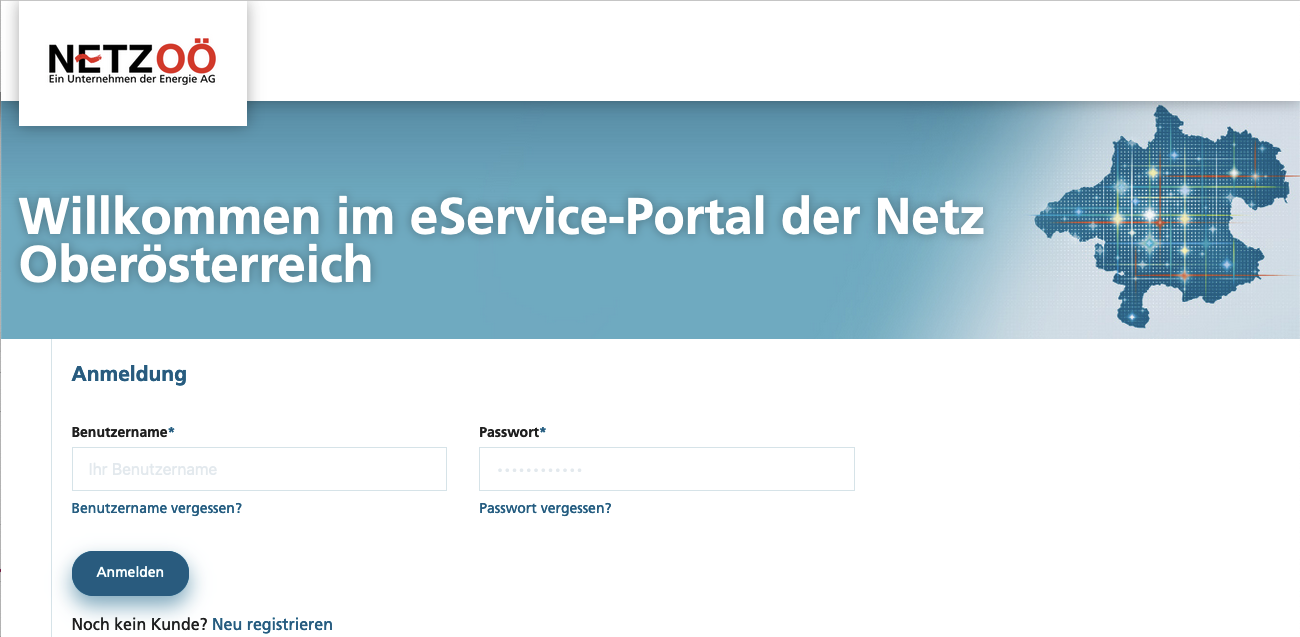 NETZOÖ
Ein Unternehmen der Energie AG
Willkommen im eService-Portal der Netz
Oberösterreich
Anmeldung
Benutzername* Passwort*
Ihr Benutzername ............
Benutzername vergessen? Passwort vergessen?
Anmelden
Noch kein Kunde? Neu registrieren